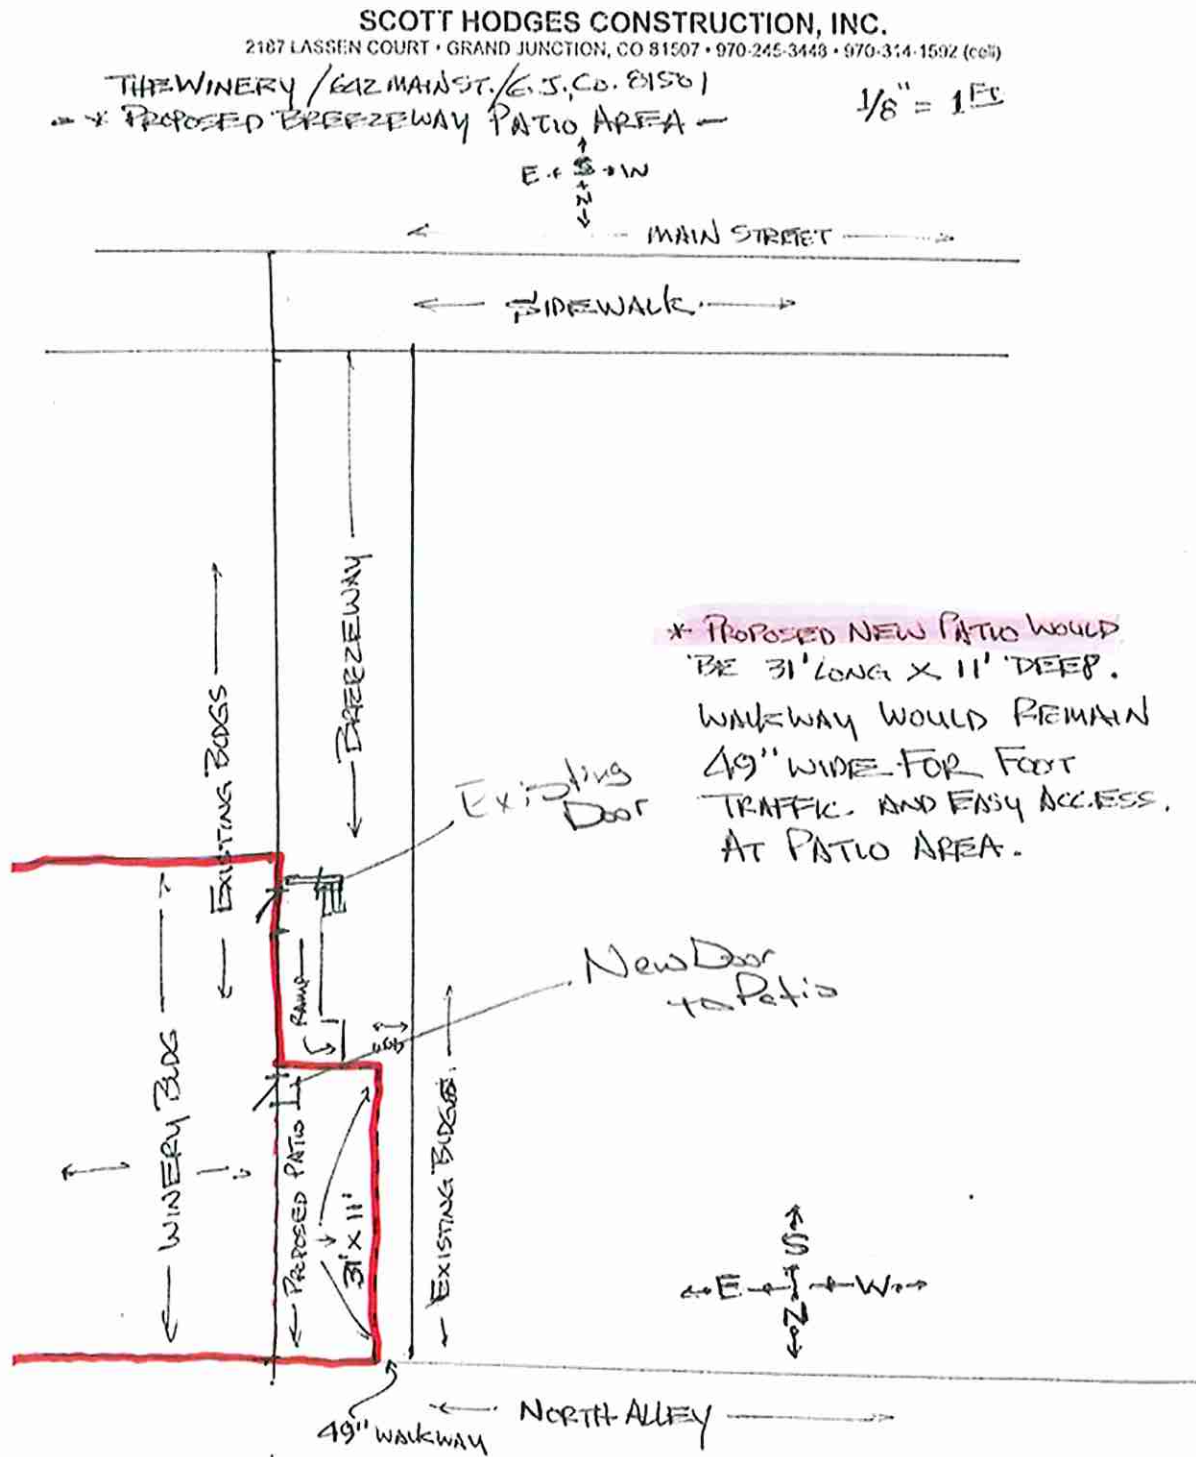 SCOTT HODGES CONSTRUCTION, INC.
2187 LASSEN COURT • GRAND JUNCTION, CO 81507 • 970-245-3448 • 970-314-1592 (cell)
THE WINERY / 642 MAIN ST. / G.J., CO. 81501
* PROPOSED BREEZEWAY PATIO AREA -
1/8" = 1 FT
E S W
N
MAIN STREET
SIDEWALK
BREEZEWAY
EXISTING BLDGS
* PROPOSED NEW PATIO WOULD
BE 31' LONG X 11' DEEP.
WALKWAY WOULD REMAIN
49" WIDE FOR FOOT
TRAFFIC AND EASY ACCESS.
AT PATIO AREA.
Existing
Door
RAMP
New Door
to Patio
WINERY BLDG
PROPOSED PATIO
31' X 11'
EXISTING BLDGS.
S
E W
N
49" WALKWAY
NORTH ALLEY